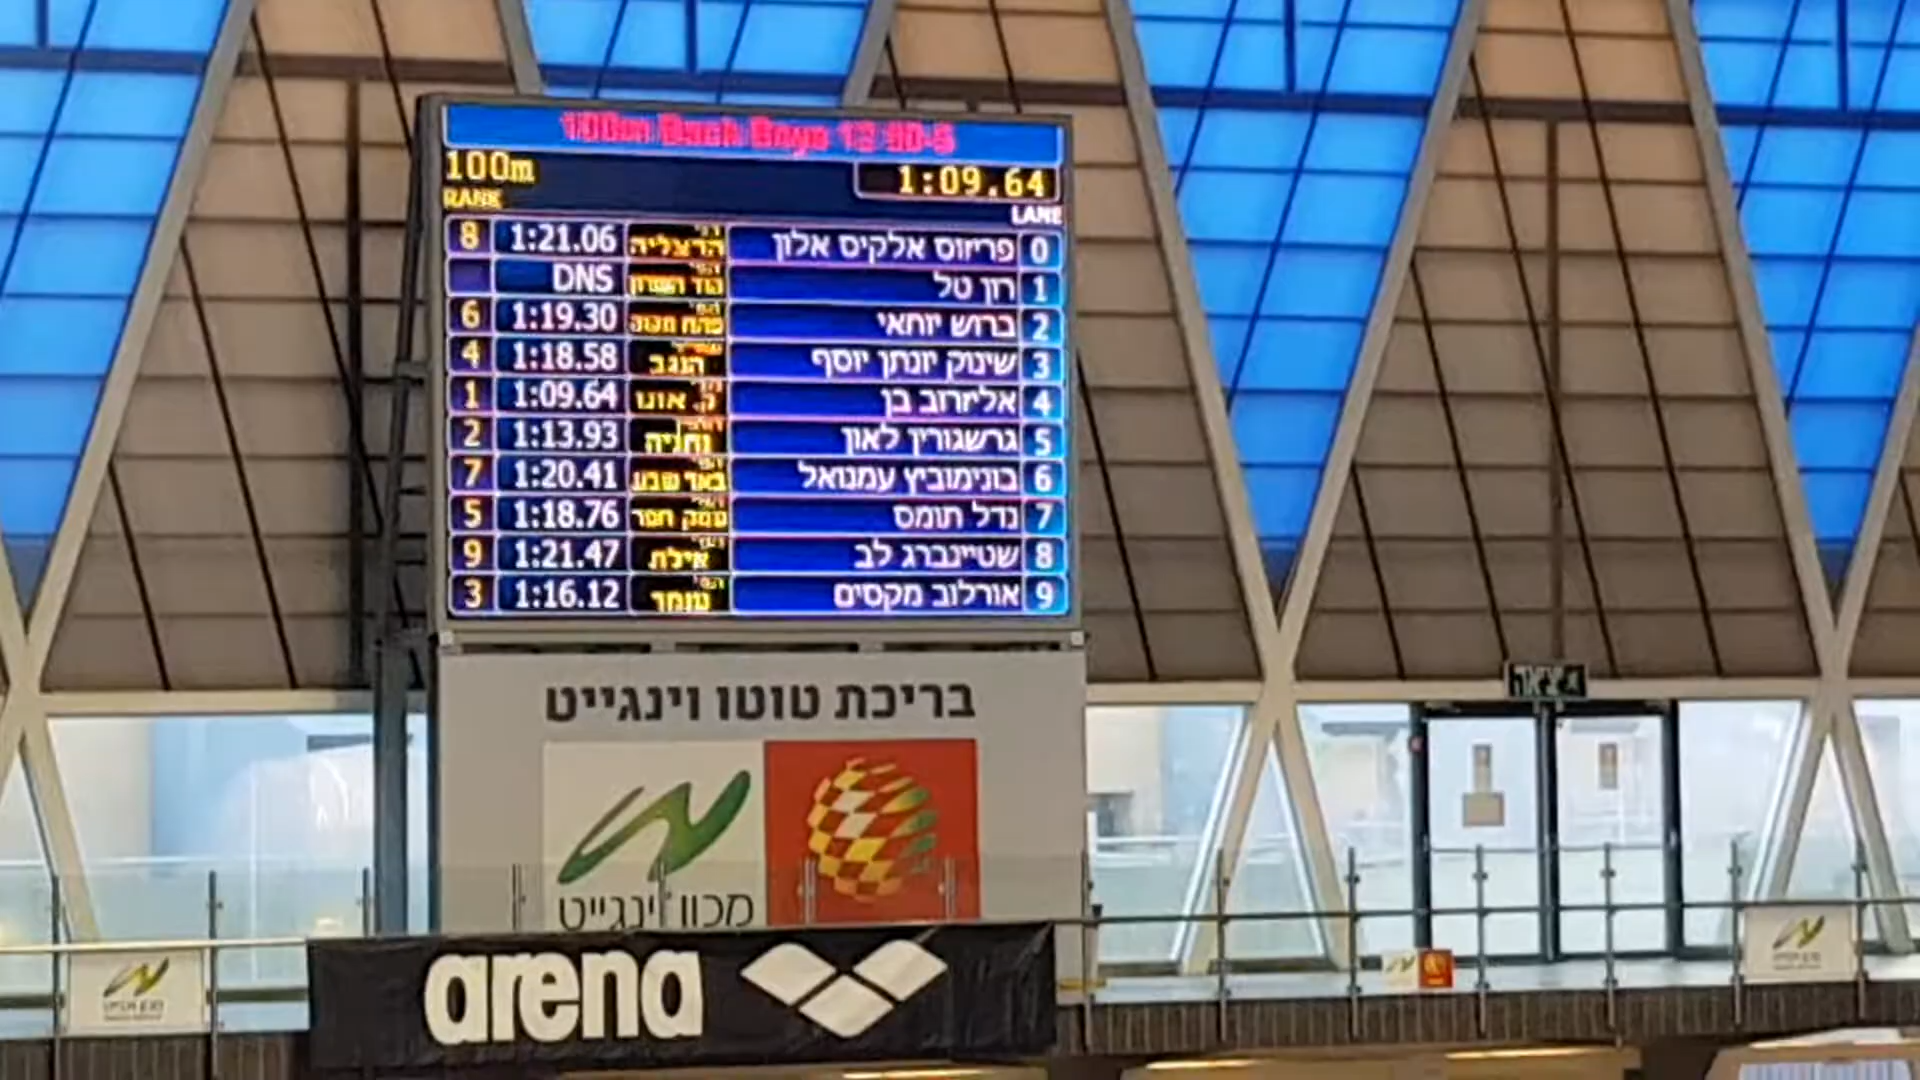 100m Back Boys 12
100m 1:09.64
RANK LANE
8 1:21.06 הרצליה פריזוס אלקיס אלון 0
DNS הוד השרון רון טל 1
6 1:19.30 פתח תקוה ברוש יוחאי 2
4 1:18.58 הנגב שינוק יונתן יוסף 3
1 1:09.64 ק. אונו אליזרוב בן 4
2 1:13.93 נתניה גרשגורין לאון 5
7 1:20.41 באר שבע בונימוביץ עמנואל 6
5 1:18.76 עמק חפר נדל תומס 7
9 1:21.47 אילת שטיינברג לב 8
3 1:16.12 עומר אורלוב מקסים 9
בריכת טוטו וינגייט
מכון וינגייט
יציאה
arena